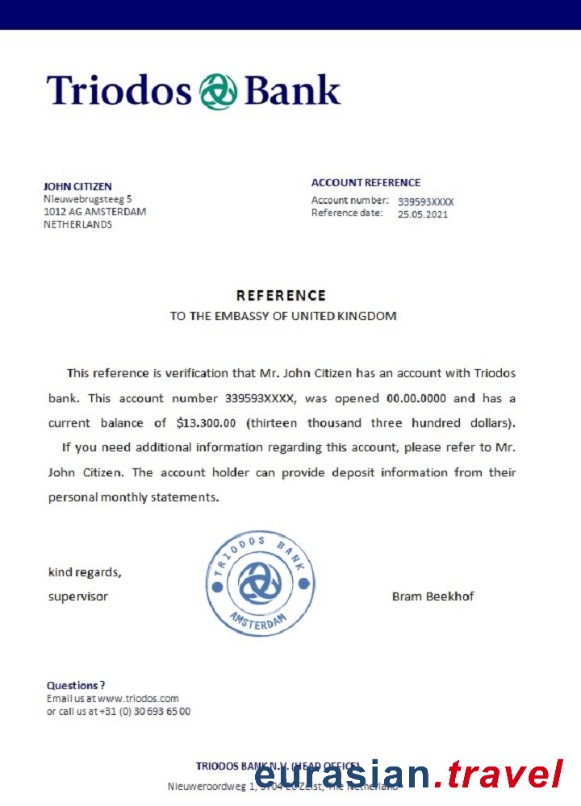 Triodos Bank
JOHN CITIZEN
Nieuwebrugsteeg 5
1012 AG AMSTERDAM
NETHERLANDS
ACCOUNT REFERENCE
Account number: 339593XXXX
Reference date: 25.05.2021
REFERENCE
TO THE EMBASSY OF UNITED KINGDOM
This reference is verification that Mr. John Citizen has an account with Triodos
bank. This account number 339593XXXX, was opened 00.00.0000 and has a
current balance of $13.300.00 (thirteen thousand three hundred dollars).
If you need additional information regarding this account, please refer to Mr.
John Citizen. The account holder can provide deposit information from their
personal monthly statements.
TRIODOS BANK
AMSTERDAM
kind regards,
supervisor
Bram Beekhof
Questions ?
Email us at www.triodos.com
or call us at +31 (0) 30 693 65 00
TRIODOS BANK N.V. (HEAD OFFICE)
Nieuweroordweg 1, 3704 EC Zeist, The Netherlands
eurasian.travel